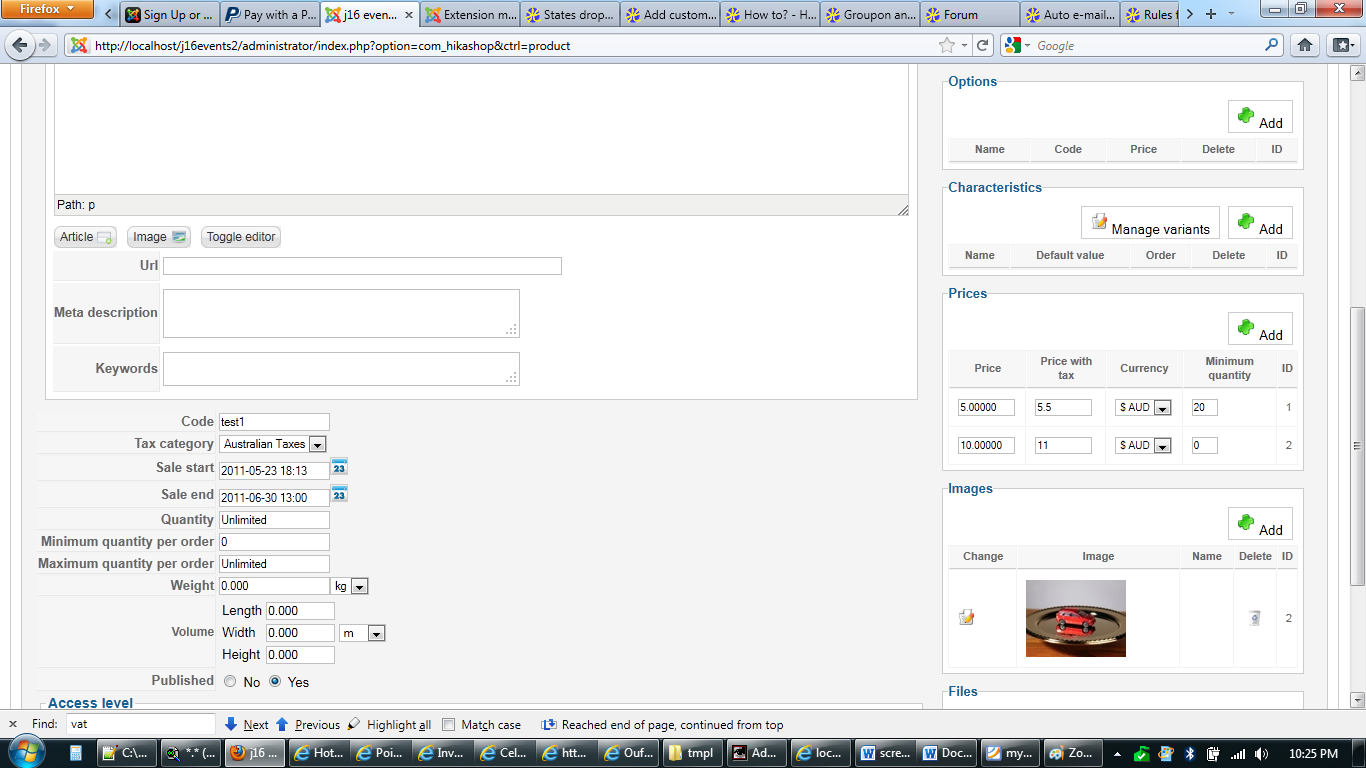 Firefox
Sign Up or ...
Pay with a P...
j16 even...
Extension m...
States drop...
Add custom...
How to? - H...
Groupon an...
Forum
Auto e-mail...
Rules f
http://localhost/j16events2/administrator/index.php?option=com_hikashop&ctrl=product
Google
Path: p
Article
Image
Toggle editor
Url
Meta description
Keywords
Code test1
Tax category Australian Taxes
Sale start 2011-05-23 18:13 23
Sale end 2011-06-30 13:00 23
Quantity Unlimited
Minimum quantity per order 0
Maximum quantity per order Unlimited
Weight 0.000 kg
Volume
Length 0.000
Width 0.000 m
Height 0.000
Published No Yes
Access level
Options
Add
Name Code Price Delete ID
Characteristics
Manage variants Add
Name Default value Order Delete ID
Prices
Add
Price Price with tax Currency Minimum quantity ID
5.00000 5.5 $ AUD 20 1
10.00000 11 $ AUD 0 2
Images
Add
Change Image Name Delete ID
2
Files
Find: vat Next Previous Highlight all Match case Reached end of page, continued from top
C:\...
*.* (...
j16 ...
Hot...
Poi...
Inv...
Cel...
htt...
Ouf...
tmpl
Ad...
loc...
scre...
Doc...
my...
Zo...
10:25 PM